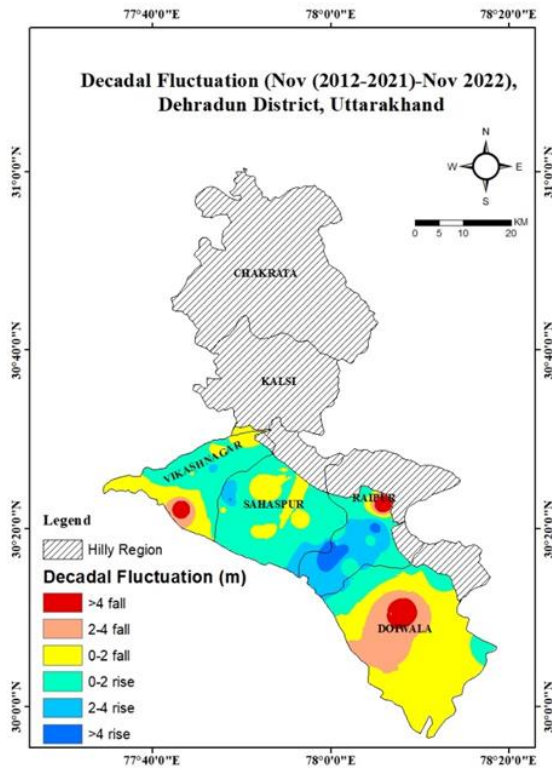 77°40'0"E 78°0'0"E 78°20'0"E
Decadal Fluctuation (Nov (2012-2021)-Nov 2022),
Dehradun District, Uttarakhand
N
W E
S
KM
0 5 10 20
31°0'0"N 31°0'0"N
CHAKRATA
30°40'0"N 30°40'0"N
KALSI
VIKASHNAGAR
SAHASPUR
RAIPUR
30°20'0"N 30°20'0"N
DOIWALA
30°0'0"N 30°0'0"N
Legend
Hilly Region
Decadal Fluctuation (m)
>4 fall
2-4 fall
0-2 fall
0-2 rise
2-4 rise
>4 rise
77°40'0"E 78°0'0"E 78°20'0"E